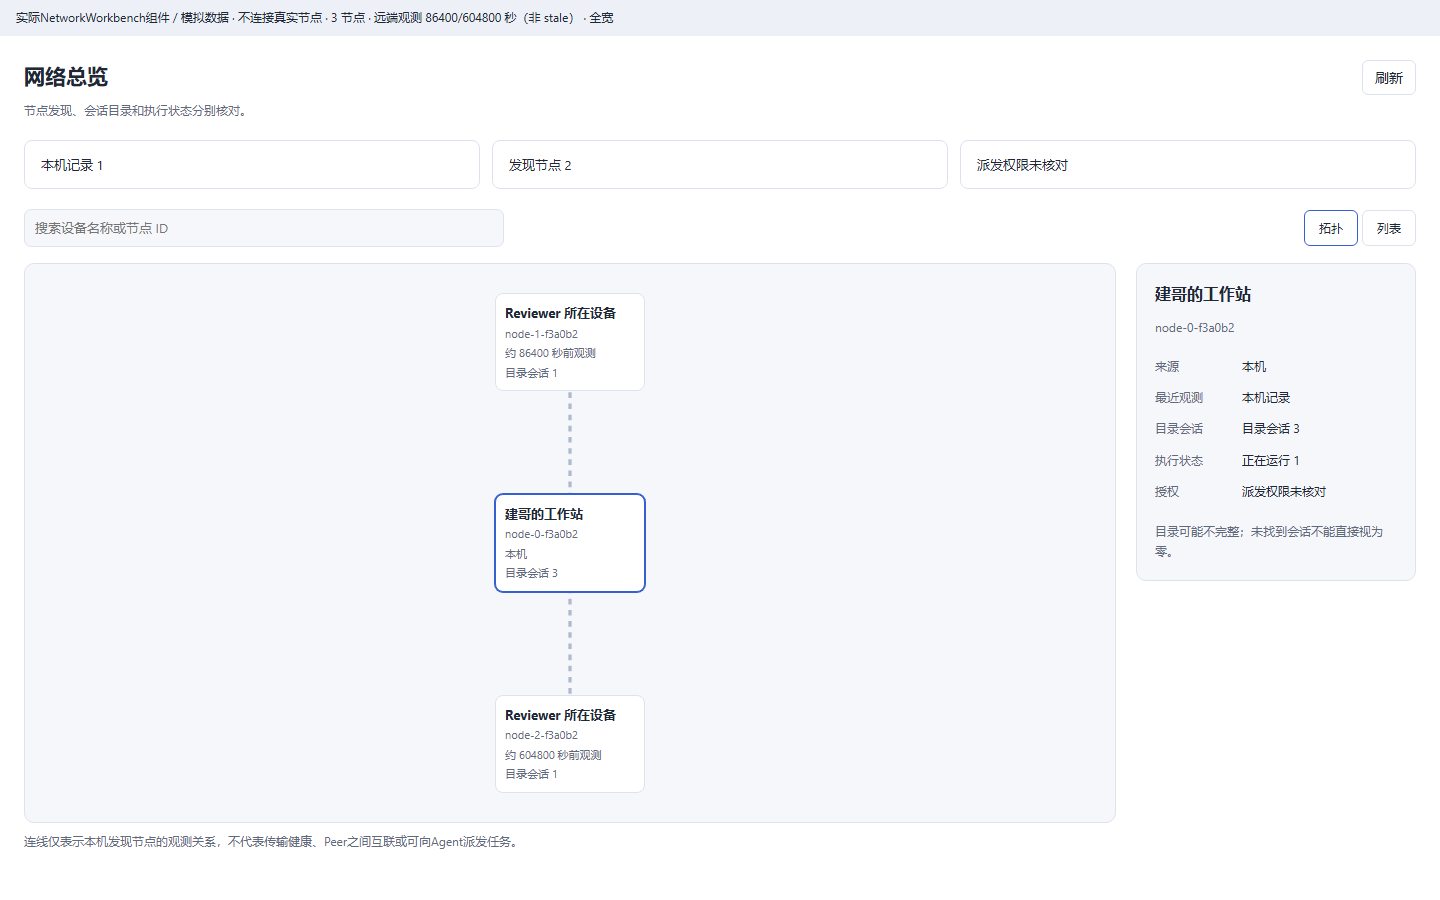 实际NetworkWorkbench组件 / 模拟数据 · 不连接真实节点 · 3 节点 · 远端观测 86400/604800 秒（非 stale） · 全宽
网络总览
刷新
节点发现、会话目录和执行状态分别核对。
本机记录 1
发现节点 2
派发权限未核对
搜索设备名称或节点 ID
拓扑
列表
Reviewer 所在设备
node-1-f3a0b2
约 86400 秒前观测
目录会话 1
建哥的工作站
node-0-f3a0b2
本机
目录会话 3
Reviewer 所在设备
node-2-f3a0b2
约 604800 秒前观测
目录会话 1
建哥的工作站
node-0-f3a0b2
来源 本机
最近观测 本机记录
目录会话 目录会话 3
执行状态 正在运行 1
授权 派发权限未核对
目录可能不完整；未找到会话不能直接视为
零。
连线仅表示本机发现节点的观测关系，不代表传输健康、Peer之间互联或可向Agent派发任务。